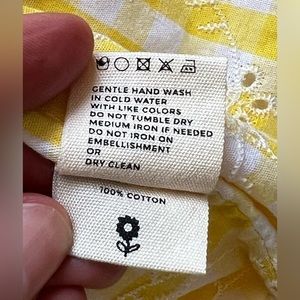 GENTLE HAND WASH
IN COLD WATER
WITH LIKE COLORS
DO NOT TUMBLE DRY
MEDIUM IRON IF NEEDED
DO NOT IRON ON
EMBELLISHMENT
OR
DRY CLEAN
100% COTTON